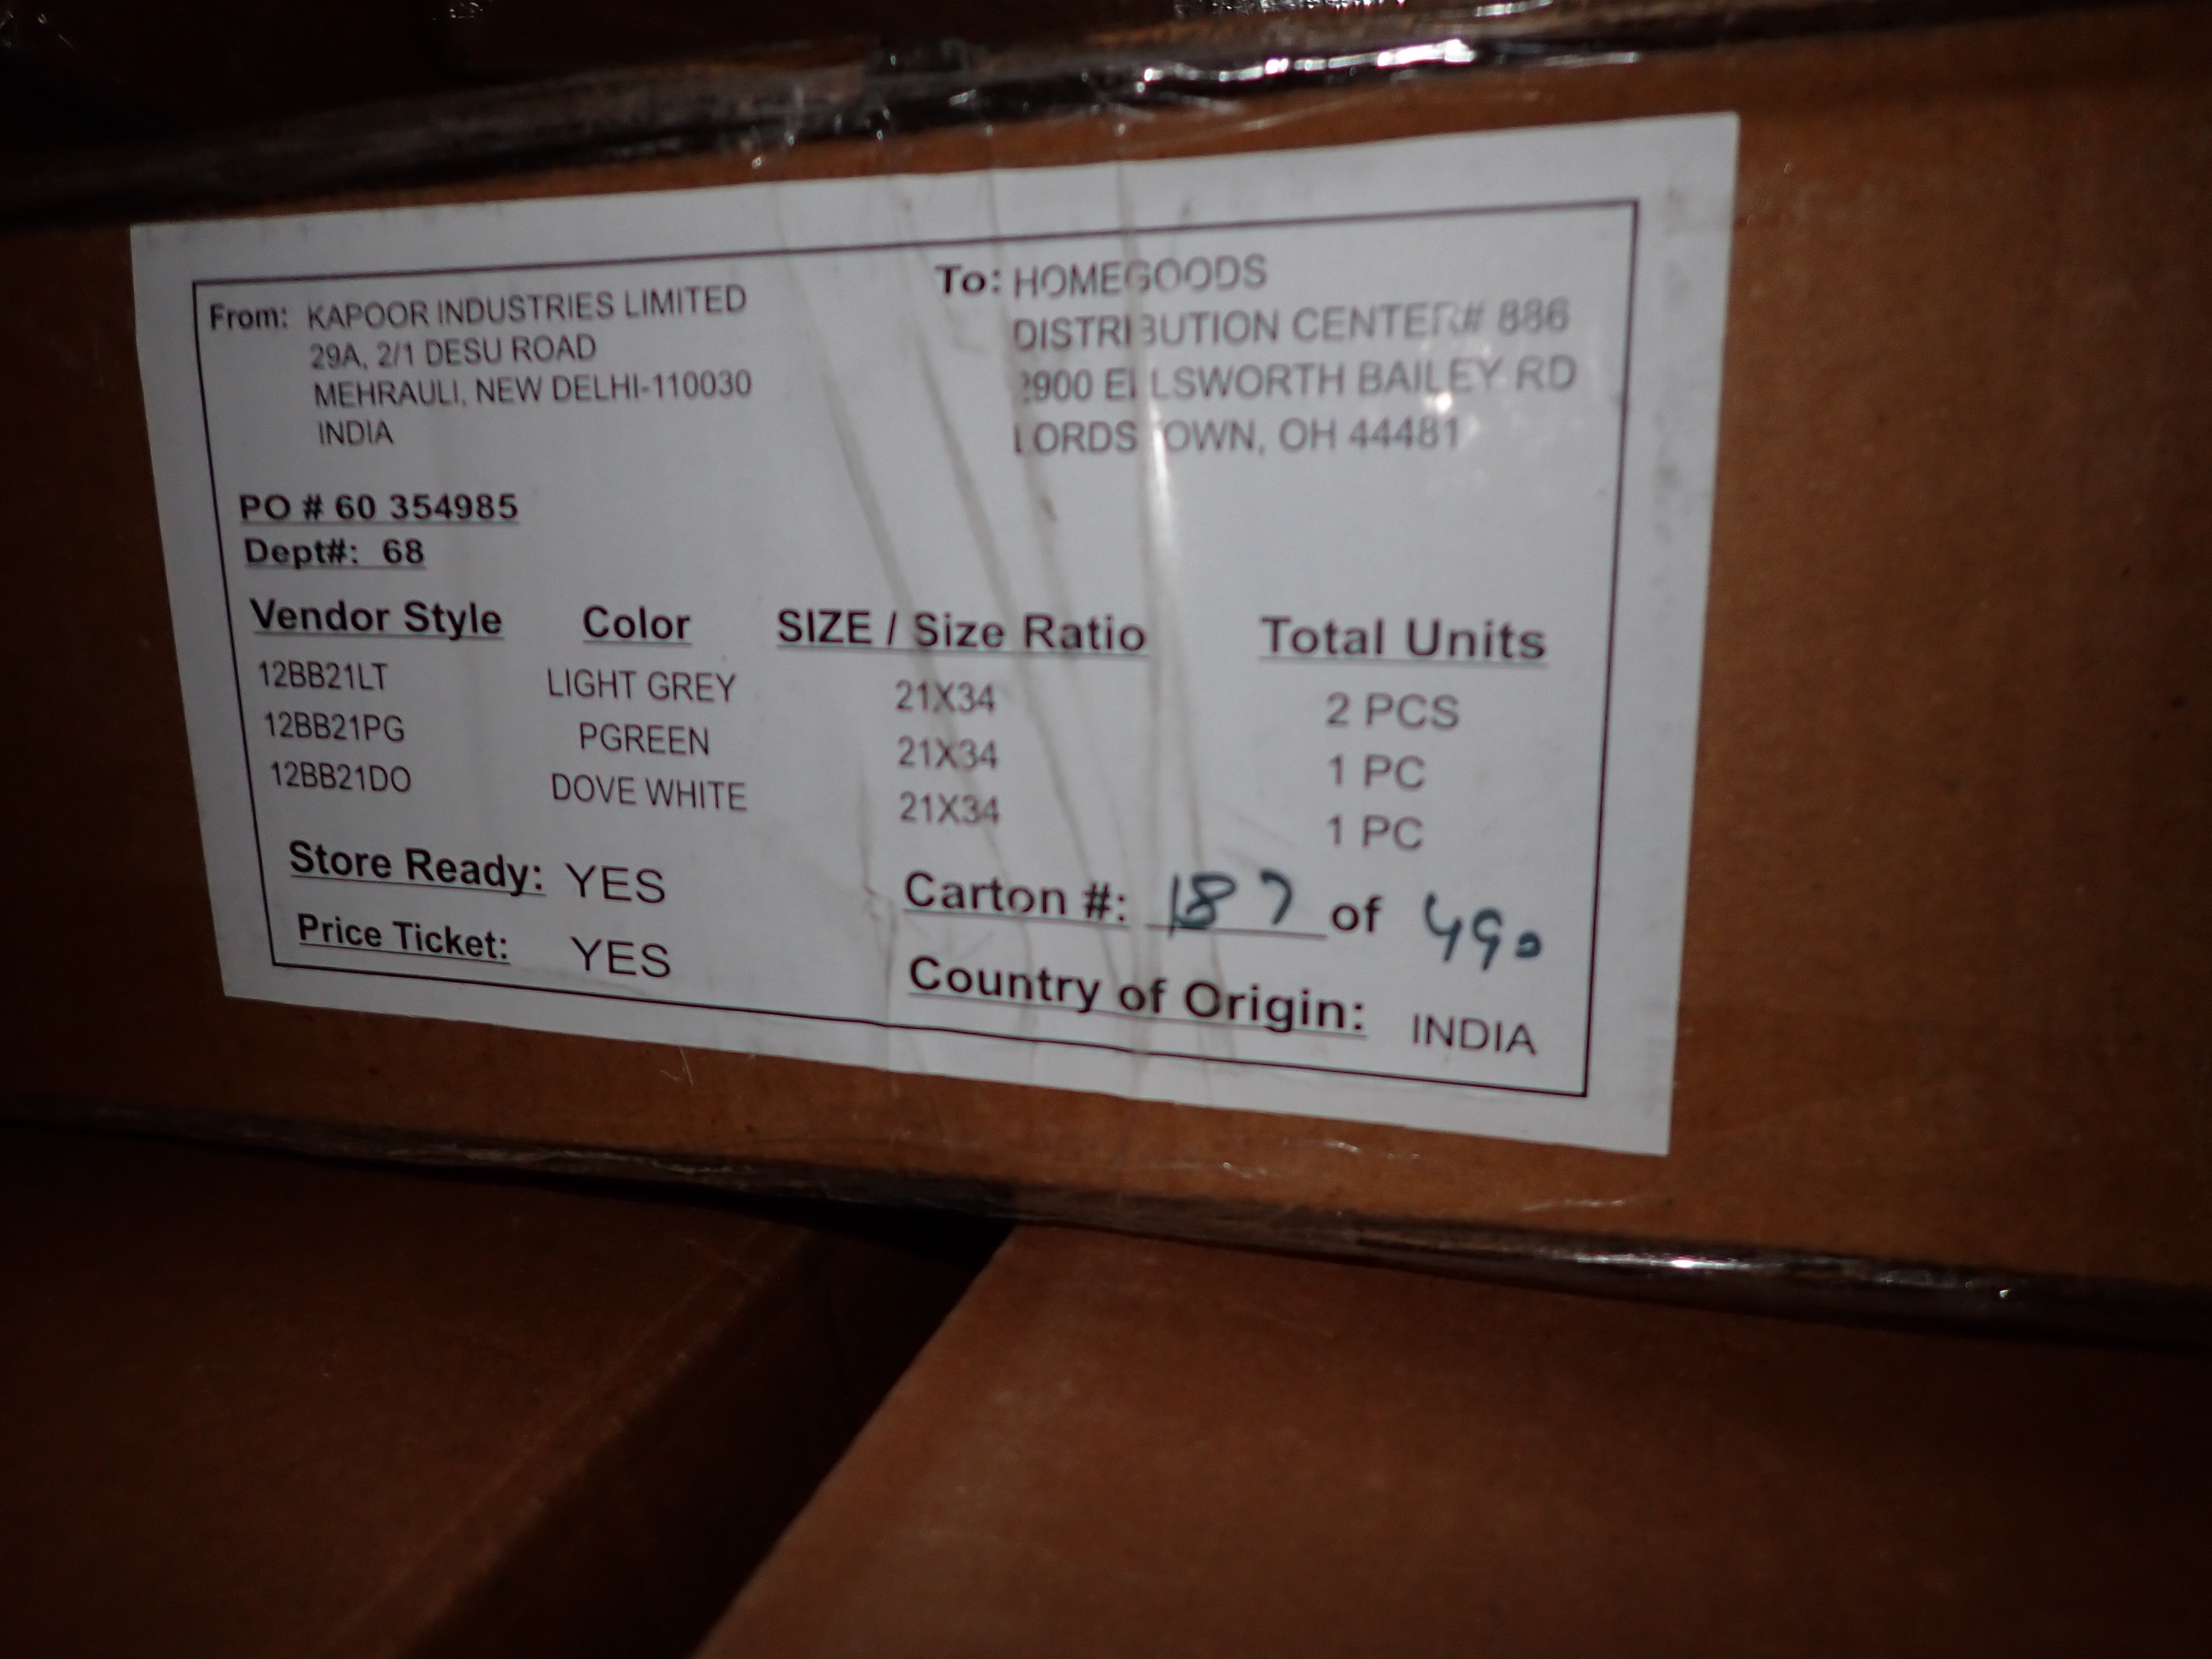 From: KAPOOR INDUSTRIES LIMITED
29A, 2/1 DESU ROAD
MEHRAULI, NEW DELHI-110030
INDIA
To: HOMEGOODS
DISTRIBUTION CENTER# 886
2900 ELLSWORTH BAILEY RD
LORDSTOWN, OH 44481
PO # 60 354985
Dept#: 68
Vendor Style Color SIZE / Size Ratio Total Units
12BB21LT LIGHT GREY 21X34 2 PCS
12BB21PG PGREEN 21X34 1 PC
12BB21DO DOVE WHITE 21X34 1 PC
Store Ready: YES
Price Ticket: YES
Carton #: 187 of 490
Country of Origin: INDIA